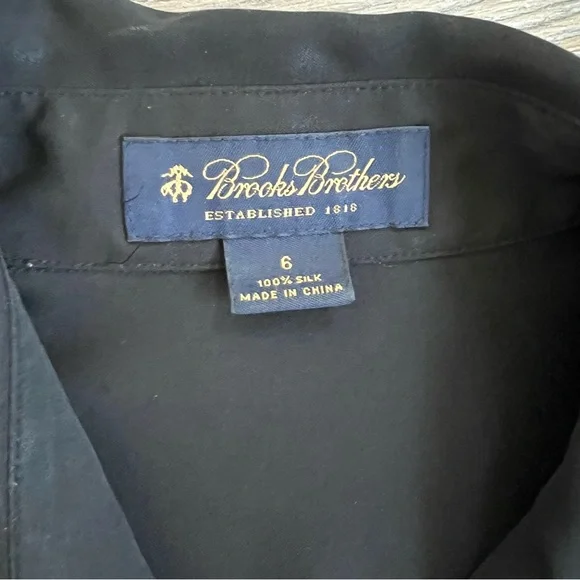 Brooks Brothers
ESTABLISHED 1818
6
100% SILK
MADE IN CHINA